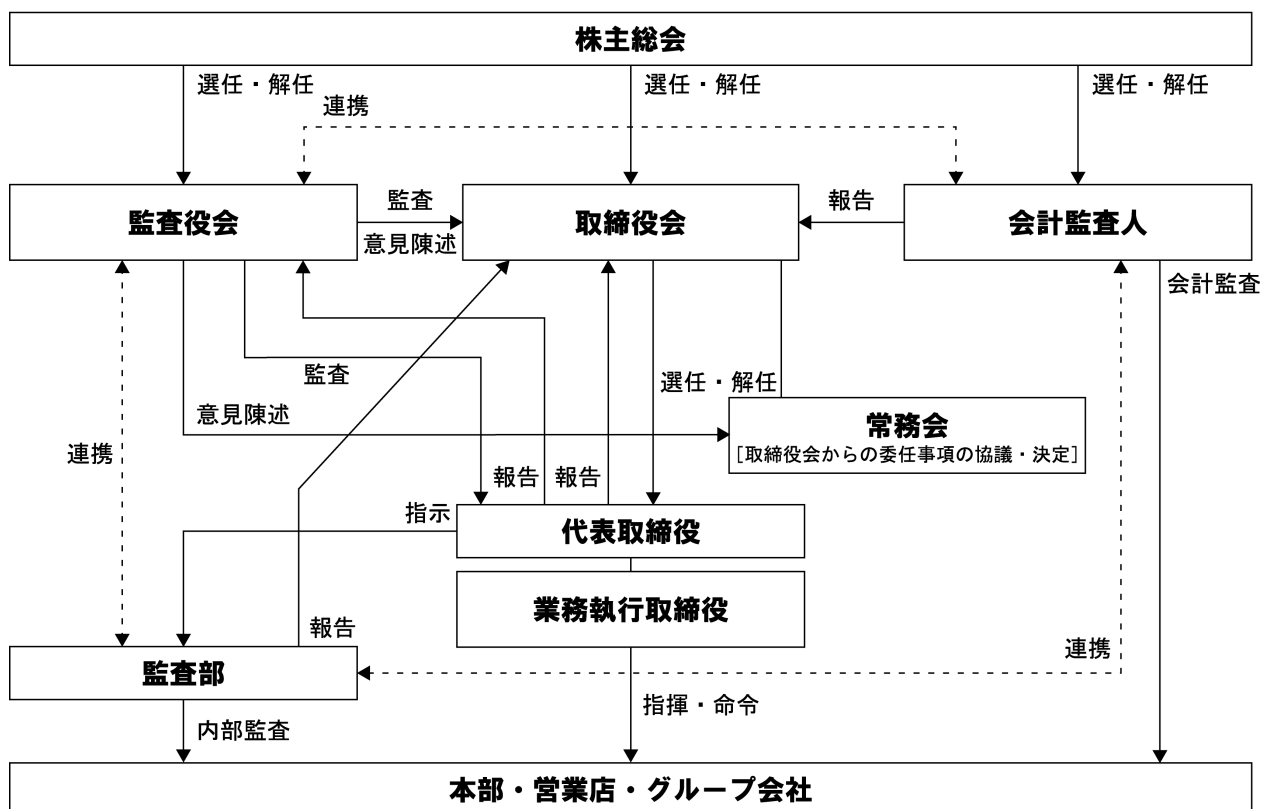 株主総会
選任・解任
選任・解任
選任・解任
連携
監査役会
監査
意見陳述
取締役会
報告
会計監査人
会計監査
監査
選任・解任
意見陳述
常務会
[取締役会からの委任事項の協議・決定]
連携
報告
報告
指示
代表取締役
業務執行取締役
報告
連携
監査部
指揮・命令
内部監査
本部・営業店・グループ会社